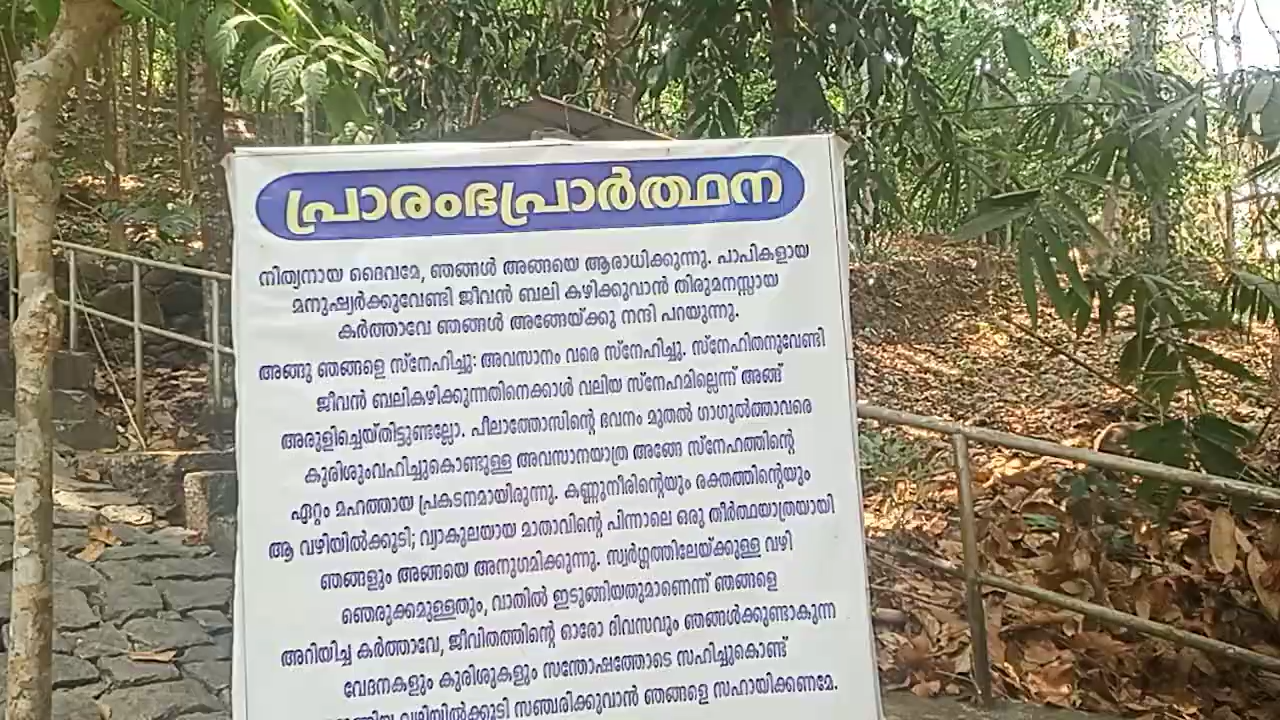 പ്രാരംഭപ്രാർത്ഥന
നിത്യനായ ദൈവമേ, ഞങ്ങൾ അങ്ങയെ ആരാധിക്കുന്നു. പാപികളായ
മനുഷ്യർക്കുവേണ്ടി ജീവൻ ബലി കഴിക്കുവാൻ തിരുമനസ്സായ
കർത്താവേ ഞങ്ങൾ അങ്ങേയ്ക്കു നന്ദി പറയുന്നു.
അങ്ങു ഞങ്ങളെ സ്നേഹിച്ചു: അവസാനം വരെ സ്നേഹിച്ചു. സ്നേഹിതനുവേണ്ടി
ജീവൻ ബലികഴിക്കുന്നതിനെക്കാൾ വലിയ സ്നേഹമില്ലെന്ന് അങ്ങ്
അരുളിച്ചെയ്തിട്ടുണ്ടല്ലോ. പീലാത്തോസിന്റെ ഭവനം മുതൽ ഗാഗുൽത്താവരെ
കുരിശുംവഹിച്ചുകൊണ്ടുള്ള അവസാനയാത്ര അങ്ങേ സ്നേഹത്തിന്റെ
ഏറ്റം മഹത്തായ പ്രകടനമായിരുന്നു. കണ്ണുനീരിന്റെയും രക്തത്തിന്റെയും
ആ വഴിയിൽക്കൂടി; വ്യാകുലയായ മാതാവിന്റെ പിന്നാലെ ഒരു തീർത്ഥയാത്രയായി
ഞങ്ങളും അങ്ങയെ അനുഗമിക്കുന്നു. സ്വർഗ്ഗത്തിലേയ്ക്കുള്ള വഴി
ഞെരുക്കമുള്ളതും, വാതിൽ ഇടുങ്ങിയതുമാണെന്ന് ഞങ്ങളെ
അറിയിച്ച കർത്താവേ, ജീവിതത്തിന്റെ ഓരോ ദിവസവും ഞങ്ങൾക്കുണ്ടാകുന്ന
വേദനകളും കുരിശുകളും സന്തോഷത്തോടെ സഹിച്ചുകൊണ്ട്
വഴിയിൽക്കൂടി സഞ്ചരിക്കുവാൻ ഞങ്ങളെ സഹായിക്കണമേ.